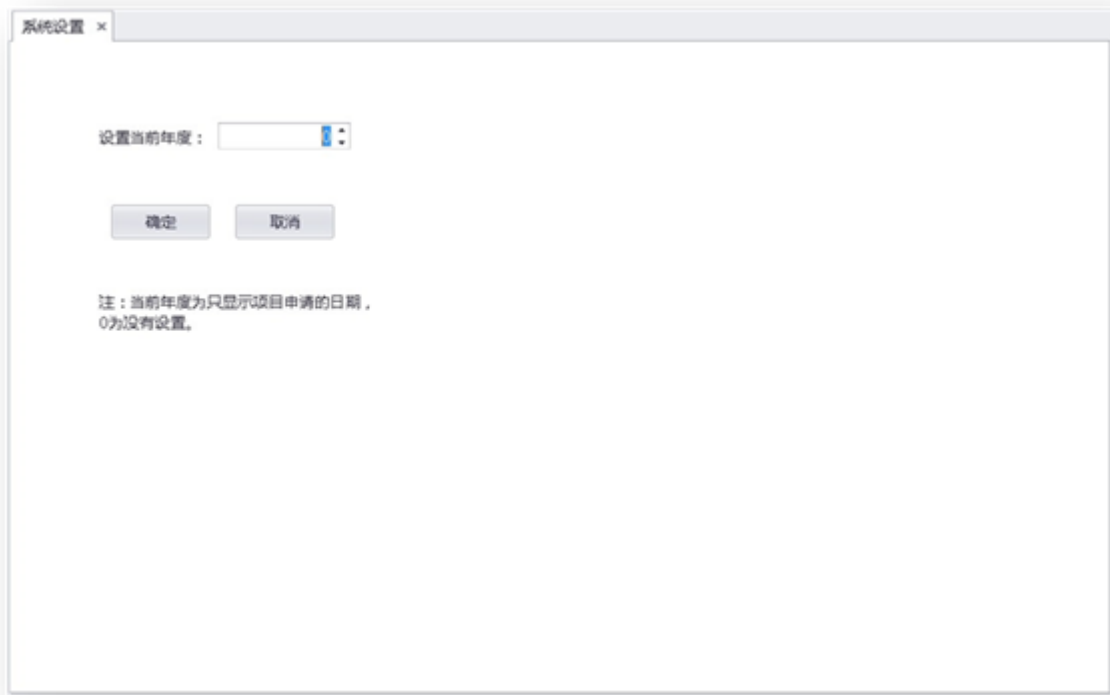 系统设置 ×
设置当前年度： 0
确定 取消
注：当前年度为只显示项目申请的日期，
0为没有设置。